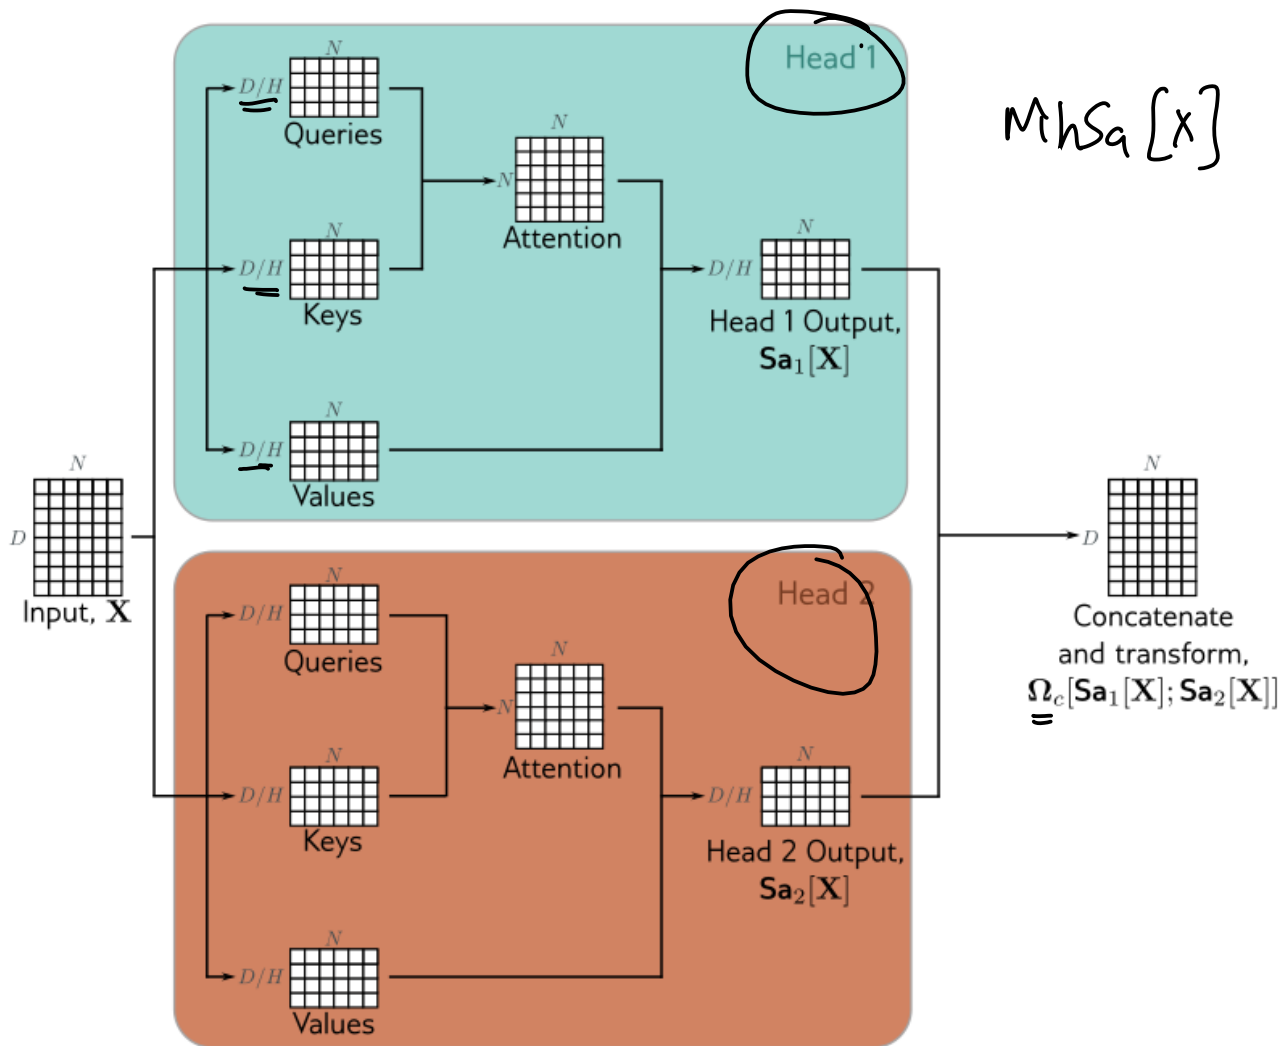 Head 1
N
D/H
Queries
N
N
Attention
N
D/H
Keys
N
D/H
Head 1 Output,
Sa₁[X]
N
D/H
Values
MhSa[X]
N
D
Input, X
Head 2
N
D/H
Queries
N
N
Attention
N
D/H
Keys
N
D/H
Head 2 Output,
Sa₂[X]
N
D/H
Values
N
D
Concatenate
and transform,
Ω_c[Sa₁[X]; Sa₂[X]]